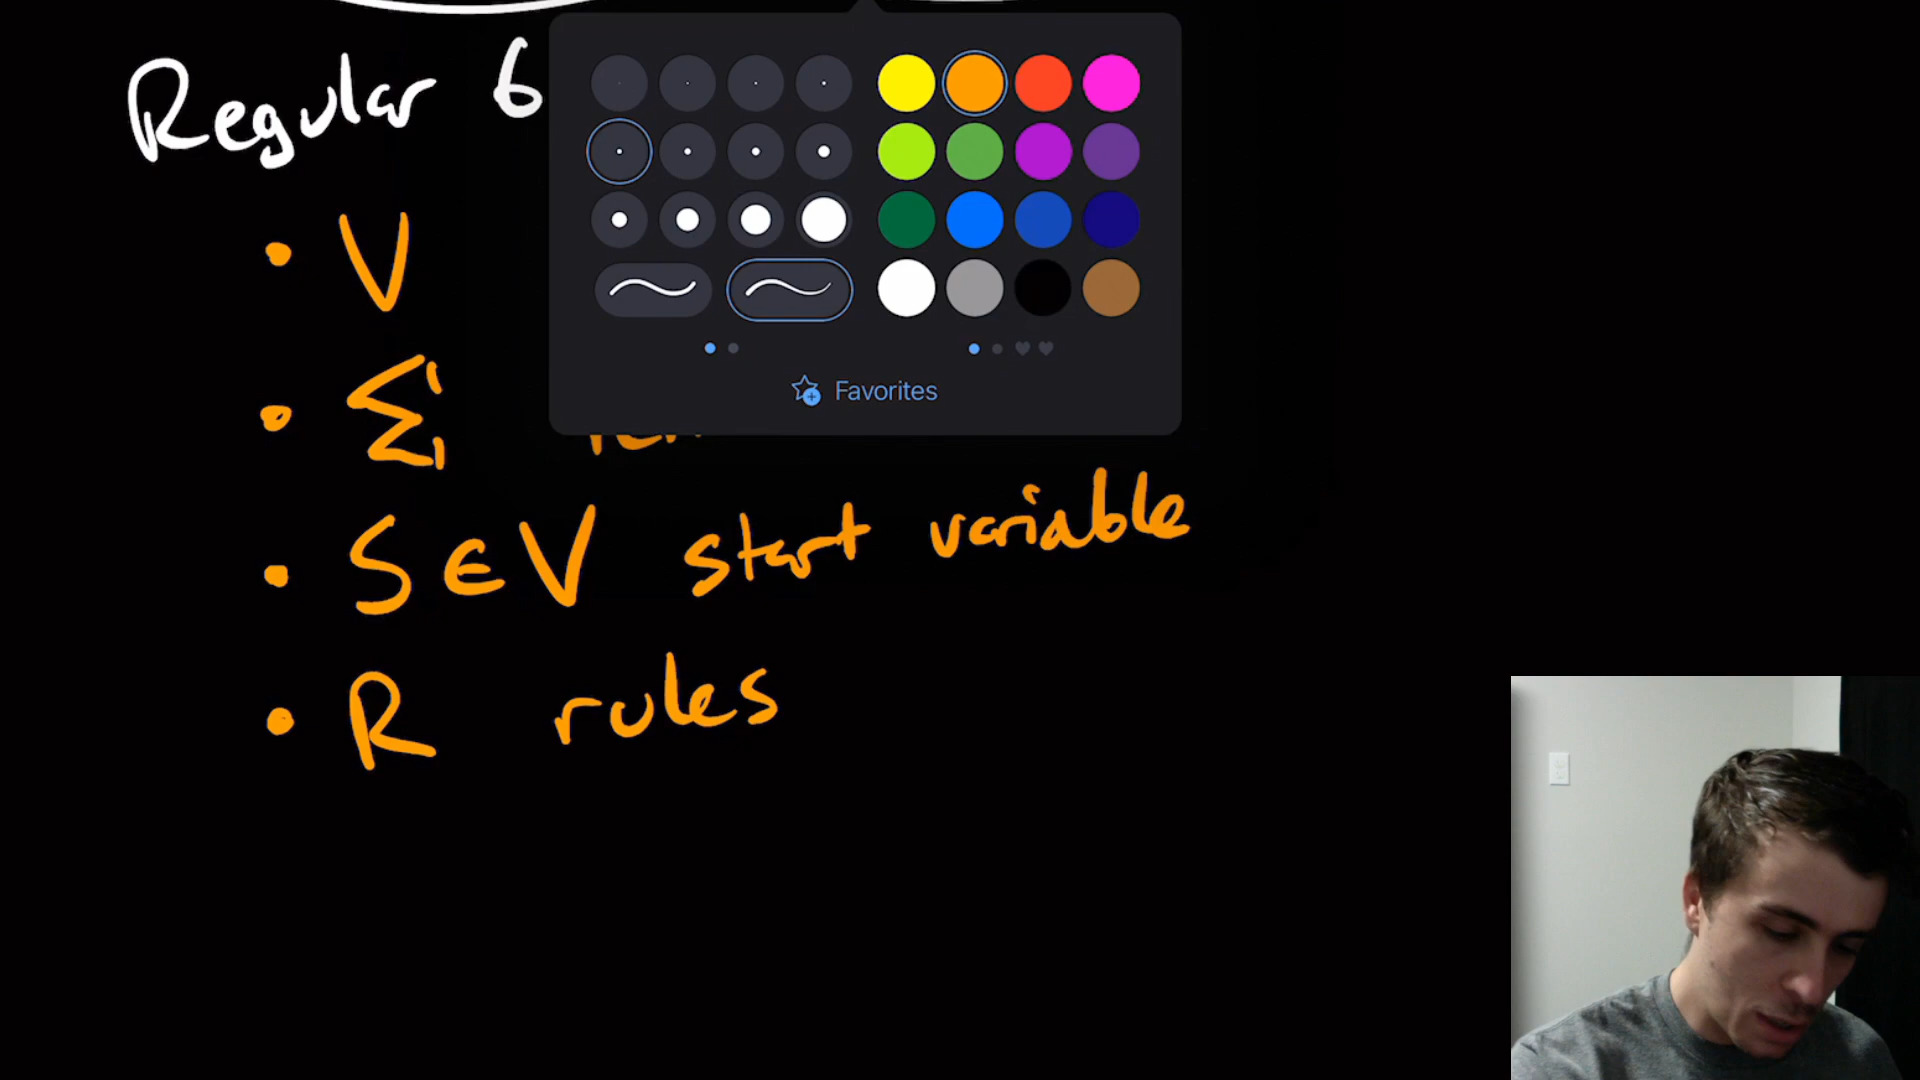 Regular G
• V
Favorites
• Σ
• S ∈ V start variable
• R rules